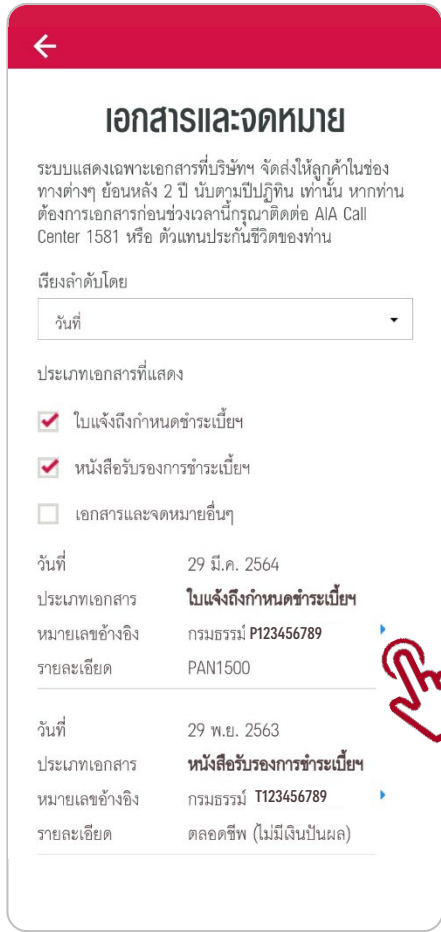 เอกสารและจดหมาย
ระบบแสดงเฉพาะเอกสารที่บริษัทฯ จัดส่งให้ลูกค้าในช่อง
ทางต่างๆ ย้อนหลัง 2 ปี นับตามปีปฏิทิน เท่านั้น หากท่าน
ต้องการเอกสารก่อนช่วงเวลานี้กรุณาติดต่อ AIA Call
Center 1581 หรือ ตัวแทนประกันชีวิตของท่าน
เรียงลำดับโดย
วันที่
ประเภทเอกสารที่แสดง
ใบแจ้งถึงกำหนดชำระเบี้ยฯ
หนังสือรับรองการชำระเบี้ยฯ
เอกสารและจดหมายอื่นๆ
วันที่ 29 มี.ค. 2564
ประเภทเอกสาร ใบแจ้งถึงกำหนดชำระเบี้ยฯ
หมายเลขอ้างอิง กรมธรรม์ P123456789
รายละเอียด PAN1500
วันที่ 29 พ.ย. 2563
ประเภทเอกสาร หนังสือรับรองการชำระเบี้ยฯ
หมายเลขอ้างอิง กรมธรรม์ T123456789
รายละเอียด ตลอดชีพ (ไม่มีเงินปันผล)